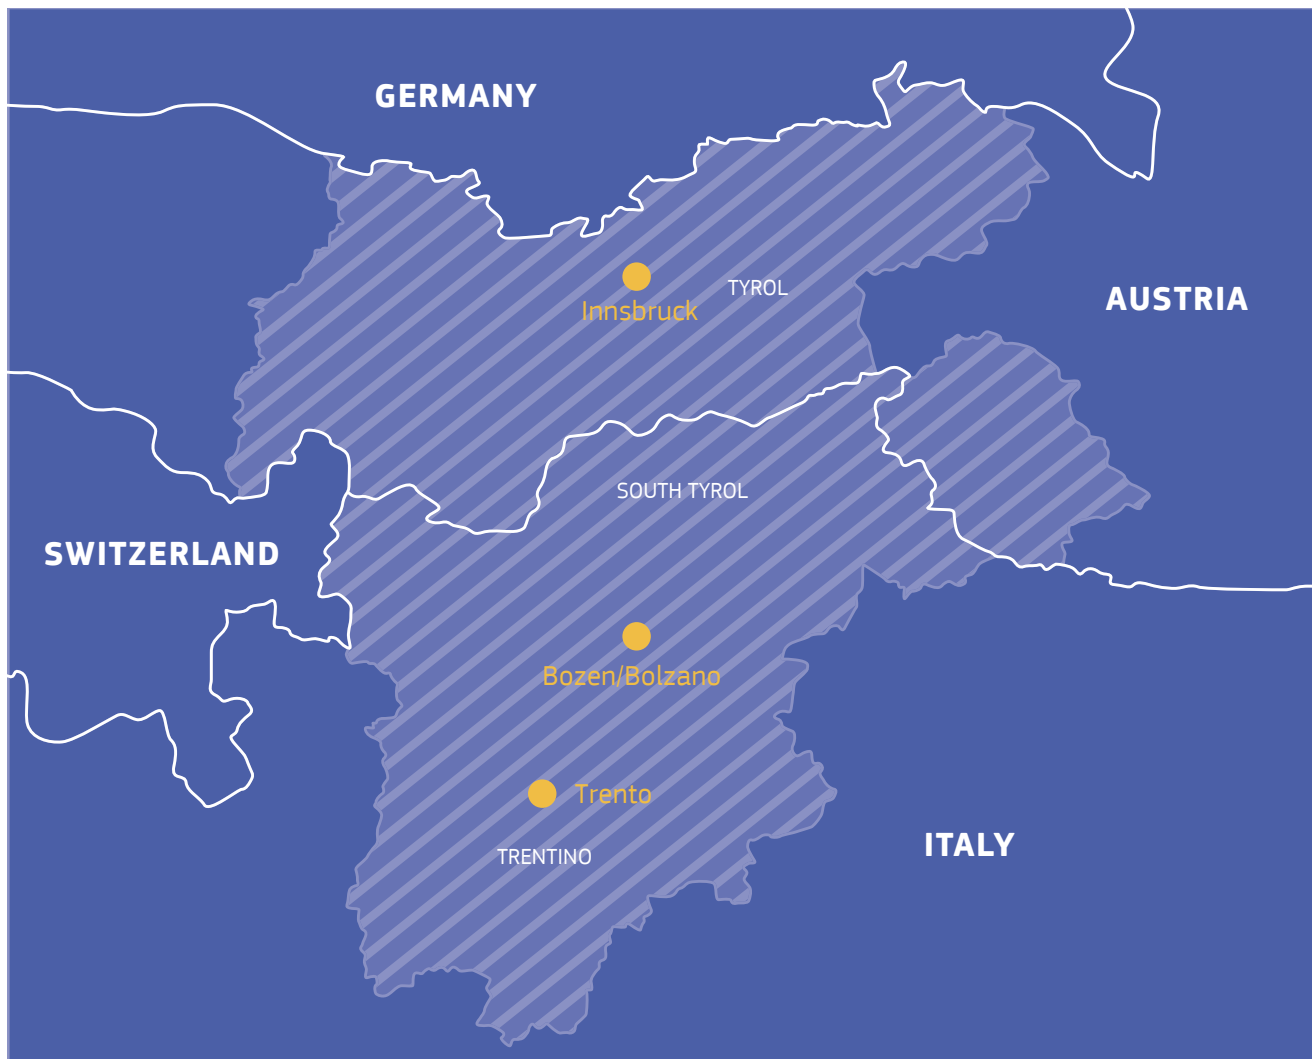 GERMANY
Innsbruck
TYROL
AUSTRIA
SOUTH TYROL
SWITZERLAND
Bozen/Bolzano
Trento
TRENTINO
ITALY